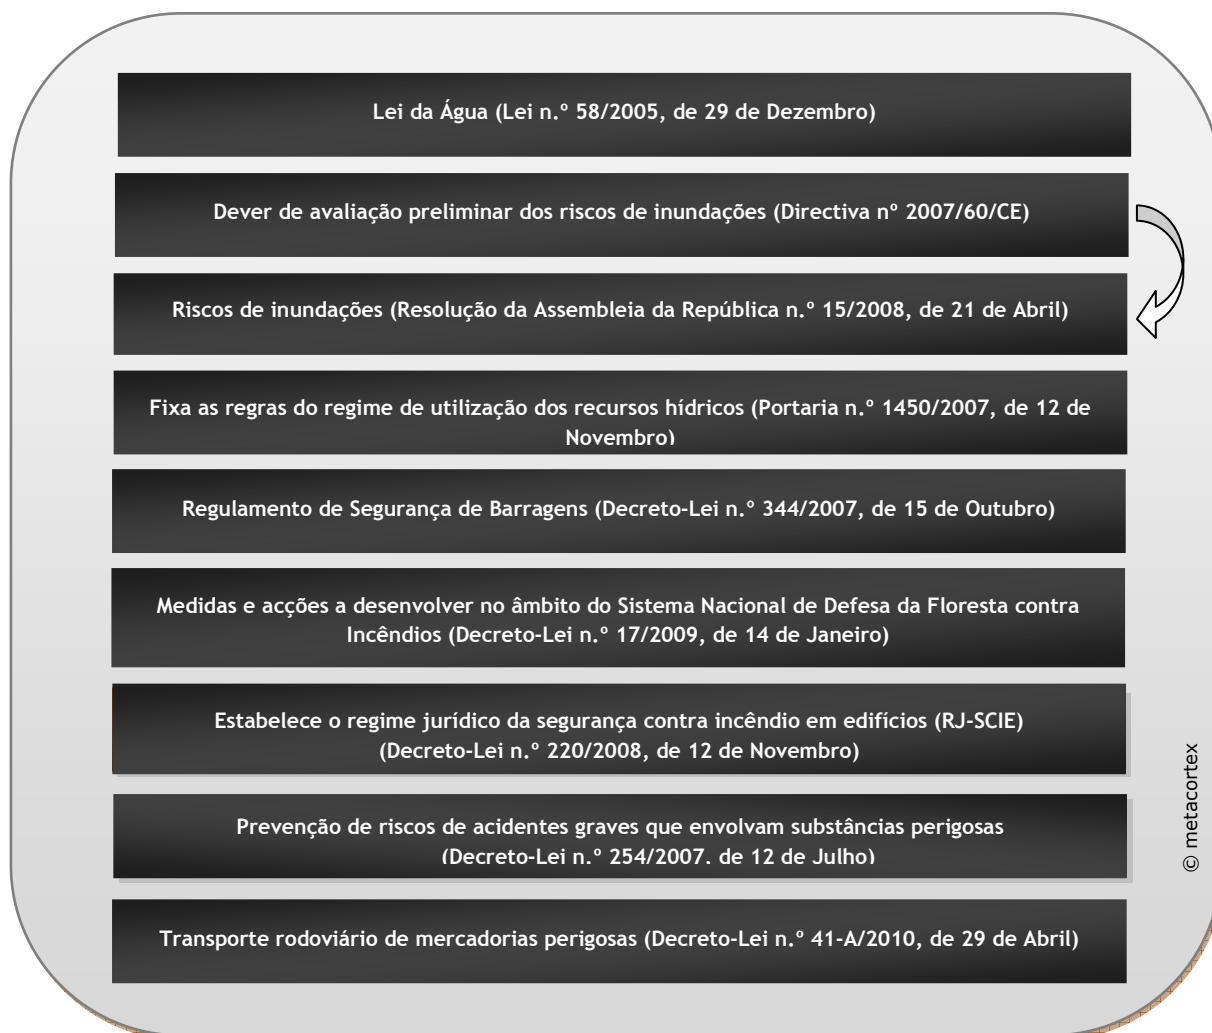 Lei da Água (Lei n.º 58/2005, de 29 de Dezembro)
Dever de avaliação preliminar dos riscos de inundações (Directiva nº 2007/60/CE)
Riscos de inundações (Resolução da Assembleia da República n.º 15/2008, de 21 de Abril)
Fixa as regras do regime de utilização dos recursos hídricos (Portaria n.º 1450/2007, de 12 de
Novembro)
Regulamento de Segurança de Barragens (Decreto-Lei n.º 344/2007, de 15 de Outubro)
Medidas e acções a desenvolver no âmbito do Sistema Nacional de Defesa da Floresta contra
Incêndios (Decreto-Lei n.º 17/2009, de 14 de Janeiro)
Estabelece o regime jurídico da segurança contra incêndio em edifícios (RJ-SCIE)
(Decreto-Lei n.º 220/2008, de 12 de Novembro)
Prevenção de riscos de acidentes graves que envolvam substâncias perigosas
(Decreto-Lei n.º 254/2007, de 12 de Julho)
Transporte rodoviário de mercadorias perigosas (Decreto-Lei n.º 41-A/2010, de 29 de Abril)
© metacortex